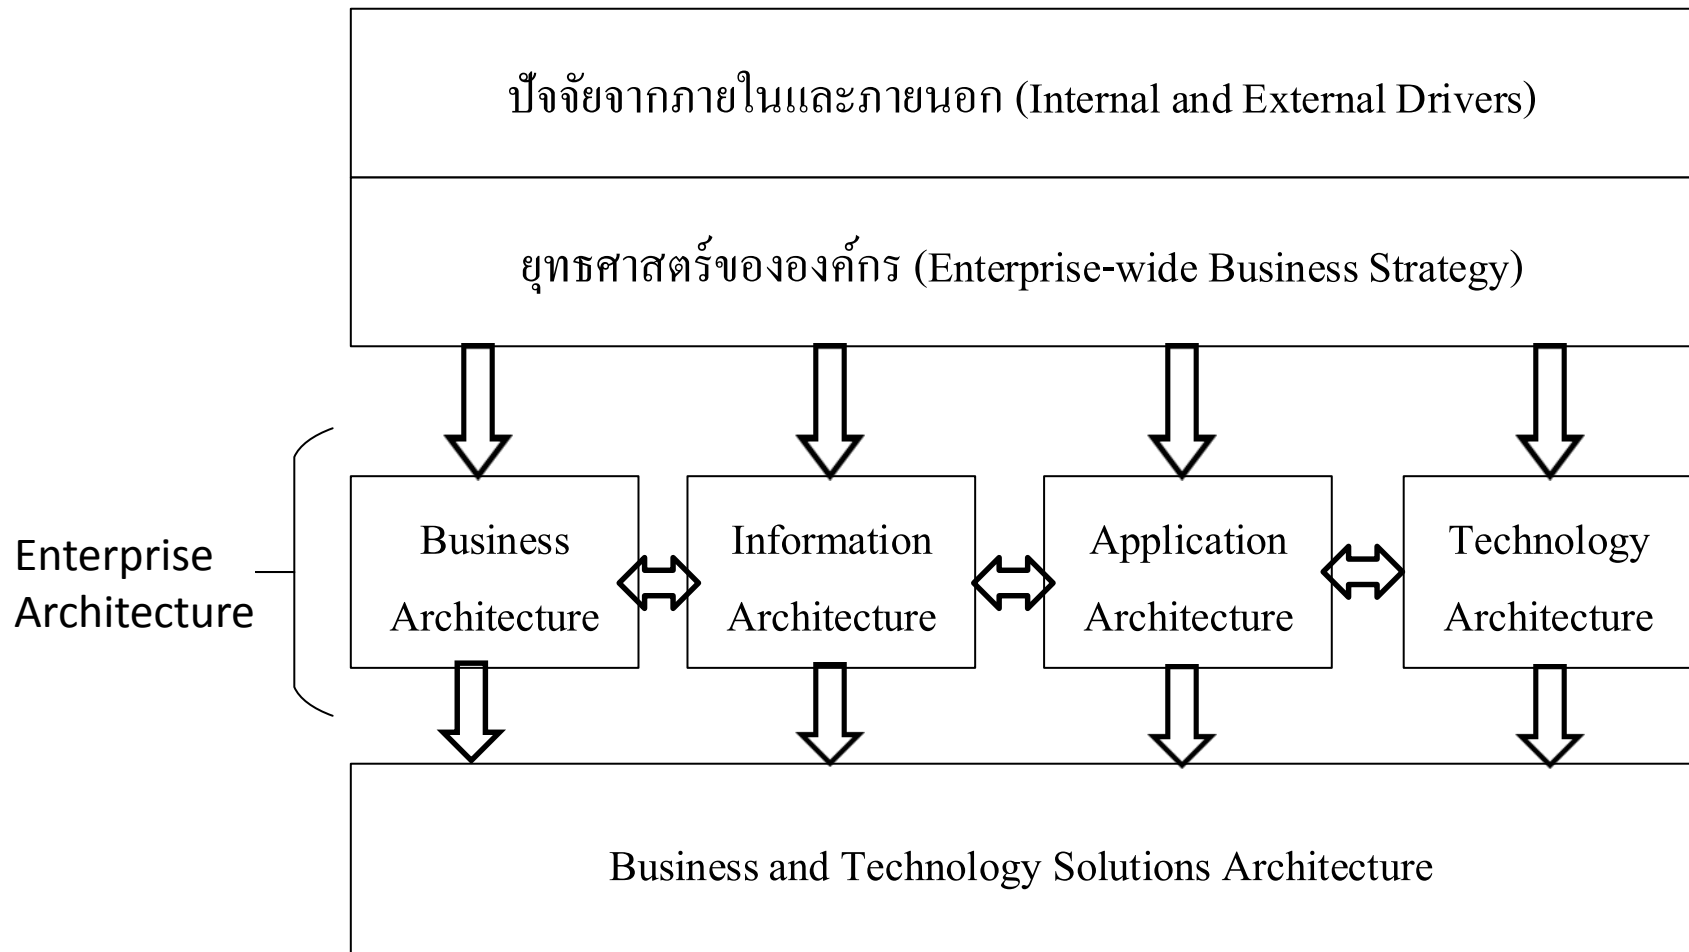 ปัจจัยจากภายในและภายนอก (Internal and External Drivers)
ยุทธศาสตร์ขององค์กร (Enterprise-wide Business Strategy)
Enterprise
Architecture
Business
Architecture
Information
Architecture
Application
Architecture
Technology
Architecture
Business and Technology Solutions Architecture